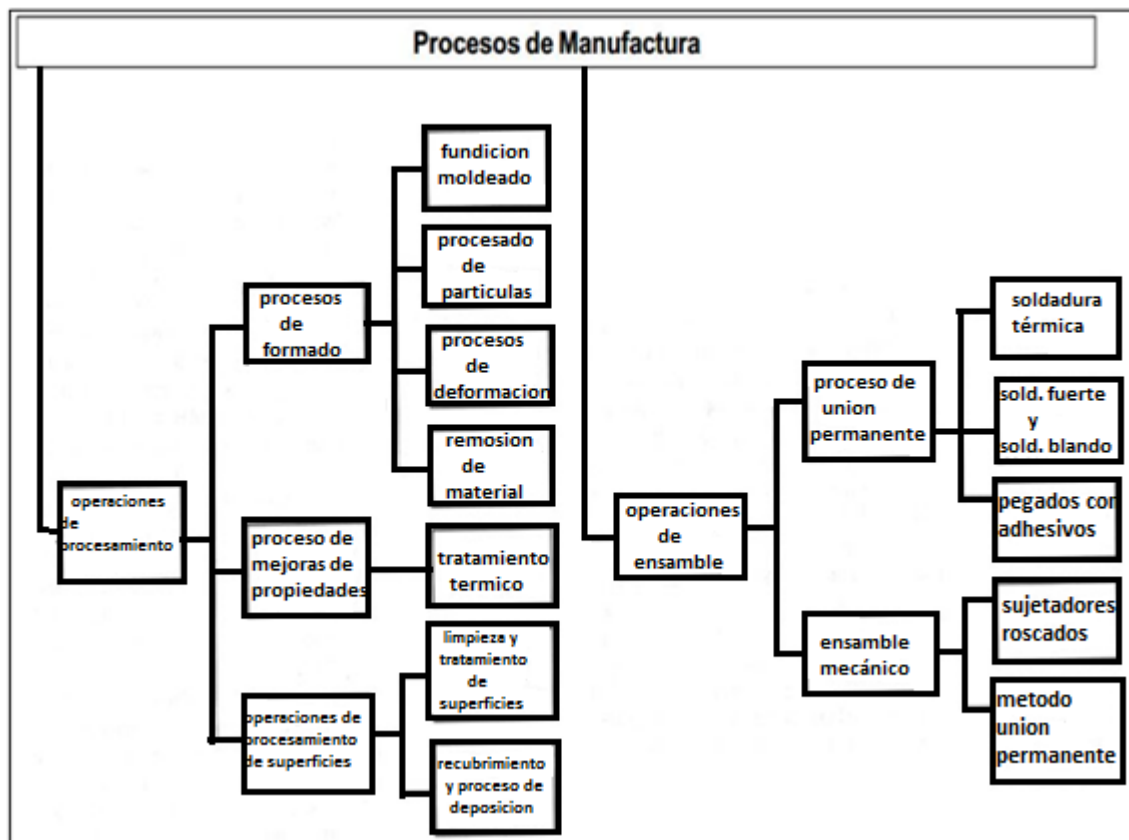 Procesos de Manufactura
fundicion
moldeado
procesado
de
particulas
procesos
de
formado
procesos
de
deformacion
remosion
de
material
operaciones
de
procesamiento
proceso de
mejoras de
propiedades
tratamiento
termico
limpieza y
tratamiento
de
superficies
operaciones de
procesamiento
de superficies
recubrimiento
y proceso de
deposicion
soldadura
térmica
proceso de
union
permanente
sold. fuerte
y
sold. blando
pegados con
adhesivos
operaciones
de
ensamble
sujetadores
roscados
ensamble
mecánico
metodo
union
permanente